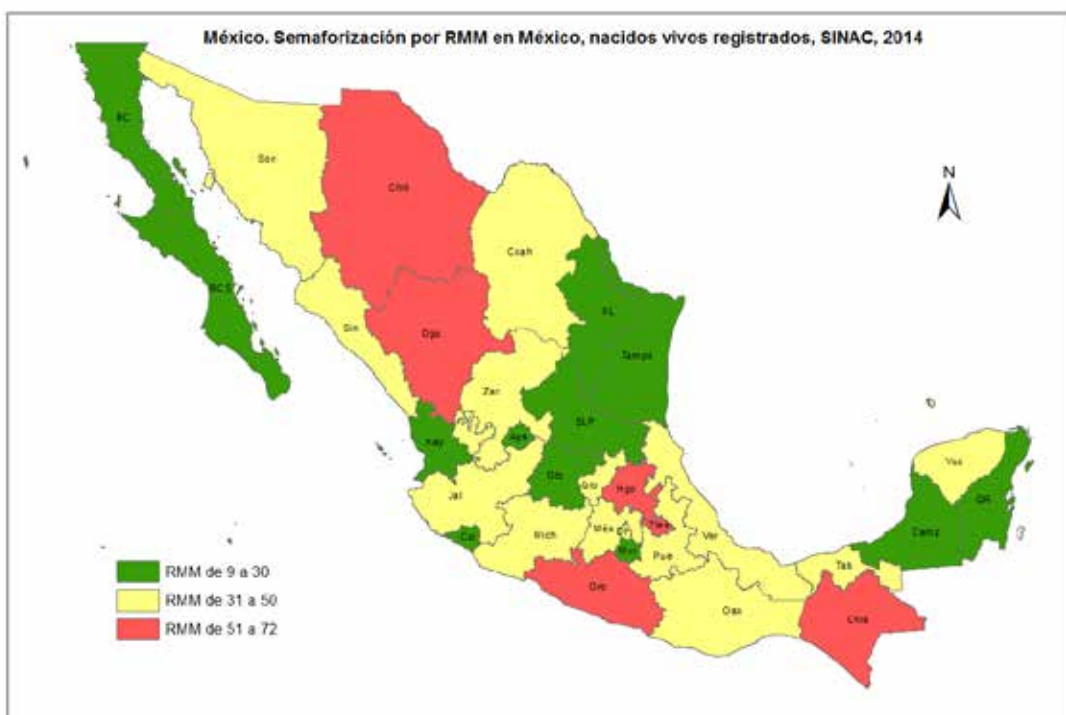 México. Semaforización por RMM en México, nacidos vivos registrados, SINAC, 2014
BC
Son
Chih
N
Coah
BCS
NL
Sin
Dgo
Tamps
Zac
Nay
Ags
SLP
Yuc
Jal
Gto
Qro
Hgo
QR
Col
Mich
Méx
DF
Tlax
Ver
Camp
Mor
Pue
Tab
Gro
Oax
Chis
RMM de 9 a 30
RMM de 31 a 50
RMM de 51 a 72